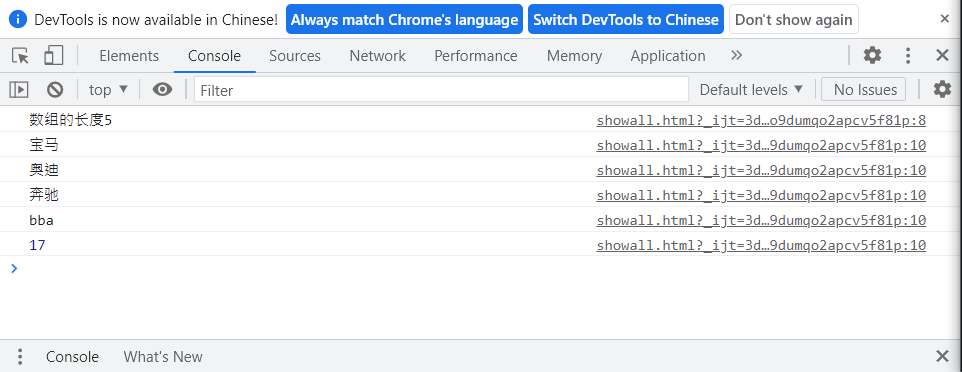 DevTools is now available in Chinese! Always match Chrome's language Switch DevTools to Chinese Don't show again
Elements Console Sources Network Performance Memory Application
top Filter Default levels No Issues
数组的长度5 showall.html?_ijt=3d…o9dumqo2apcv5f81p:8
宝马 showall.html?_ijt=3d…9dumqo2apcv5f81p:10
奥迪 showall.html?_ijt=3d…9dumqo2apcv5f81p:10
奔驰 showall.html?_ijt=3d…9dumqo2apcv5f81p:10
bba showall.html?_ijt=3d…9dumqo2apcv5f81p:10
17 showall.html?_ijt=3d…9dumqo2apcv5f81p:10
Console What's New